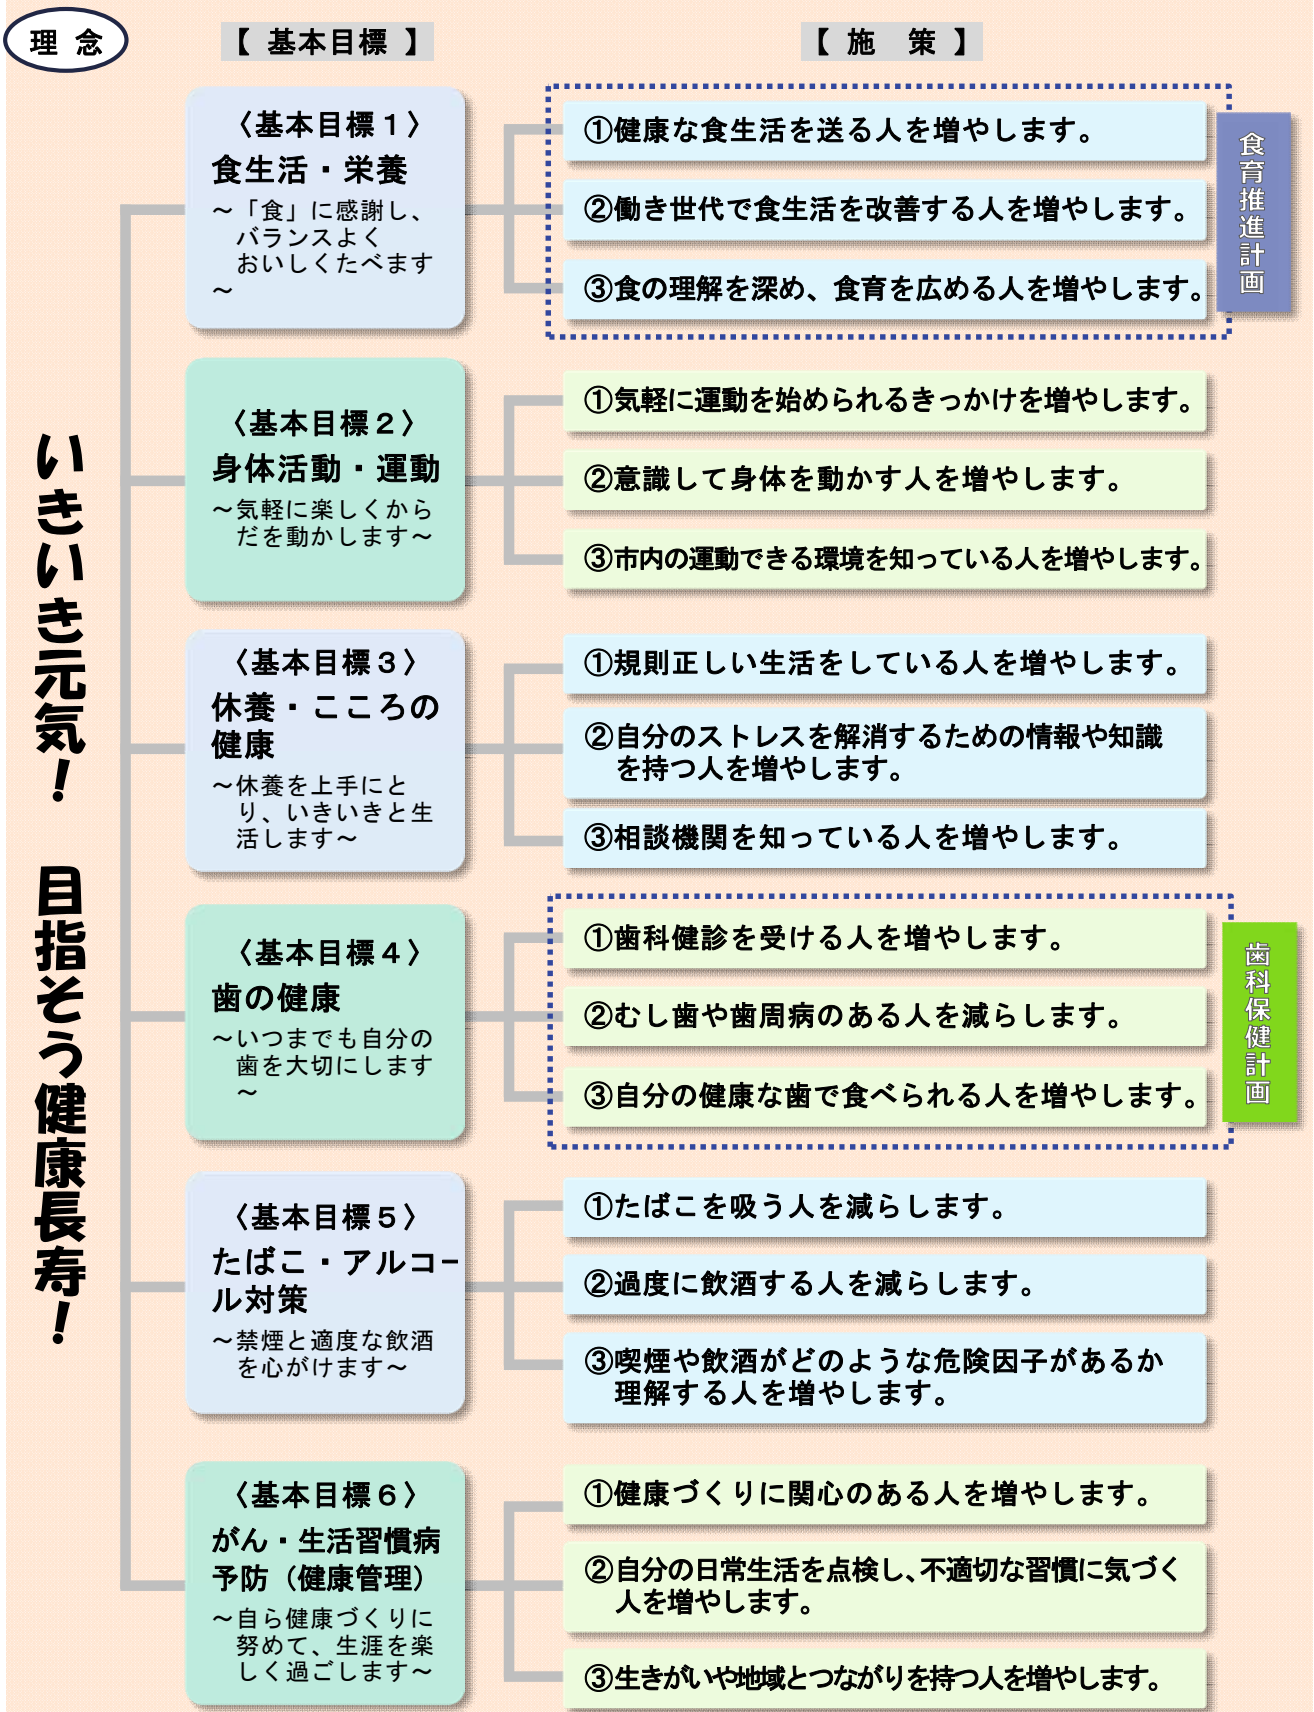 理 念
【 基本目標 】
【 施 策 】
いきいき元気！ 目指そう健康長寿！
〈基本目標１〉
食生活・栄養
～「食」に感謝し、
バランスよく
おいしくたべます
～
①健康な食生活を送る人を増やします。
②働き世代で食生活を改善する人を増やします。
③食の理解を深め、食育を広める人を増やします。
食育推進計画
〈基本目標２〉
身体活動・運動
～気軽に楽しくから
だを動かします～
①気軽に運動を始められるきっかけを増やします。
②意識して身体を動かす人を増やします。
③市内の運動できる環境を知っている人を増やします。
〈基本目標３〉
休養・こころの
健康
～休養を上手にと
り、いきいきと生
活します～
①規則正しい生活をしている人を増やします。
②自分のストレスを解消するための情報や知識
を持つ人を増やします。
③相談機関を知っている人を増やします。
〈基本目標４〉
歯の健康
～いつまでも自分の
歯を大切にします
～
①歯科健診を受ける人を増やします。
②むし歯や歯周病のある人を減らします。
③自分の健康な歯で食べられる人を増やします。
歯科保健計画
〈基本目標５〉
たばこ・アルコー
ル対策
～禁煙と適度な飲酒
を心がけます～
①たばこを吸う人を減らします。
②過度に飲酒する人を減らします。
③喫煙や飲酒がどのような危険因子があるか
理解する人を増やします。
〈基本目標６〉
がん・生活習慣病
予防（健康管理）
～自ら健康づくりに
努めて、生涯を楽
しく過ごします～
①健康づくりに関心のある人を増やします。
②自分の日常生活を点検し、不適切な習慣に気づく
人を増やします。
③生きがいや地域とつながりを持つ人を増やします。